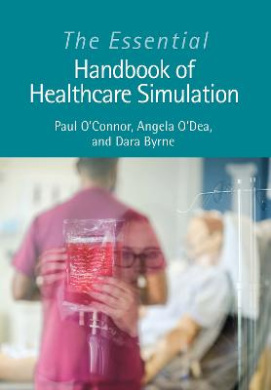 The Essential
Handbook of
Healthcare Simulation
Paul O'Connor, Angela O'Dea,
and Dara Byrne